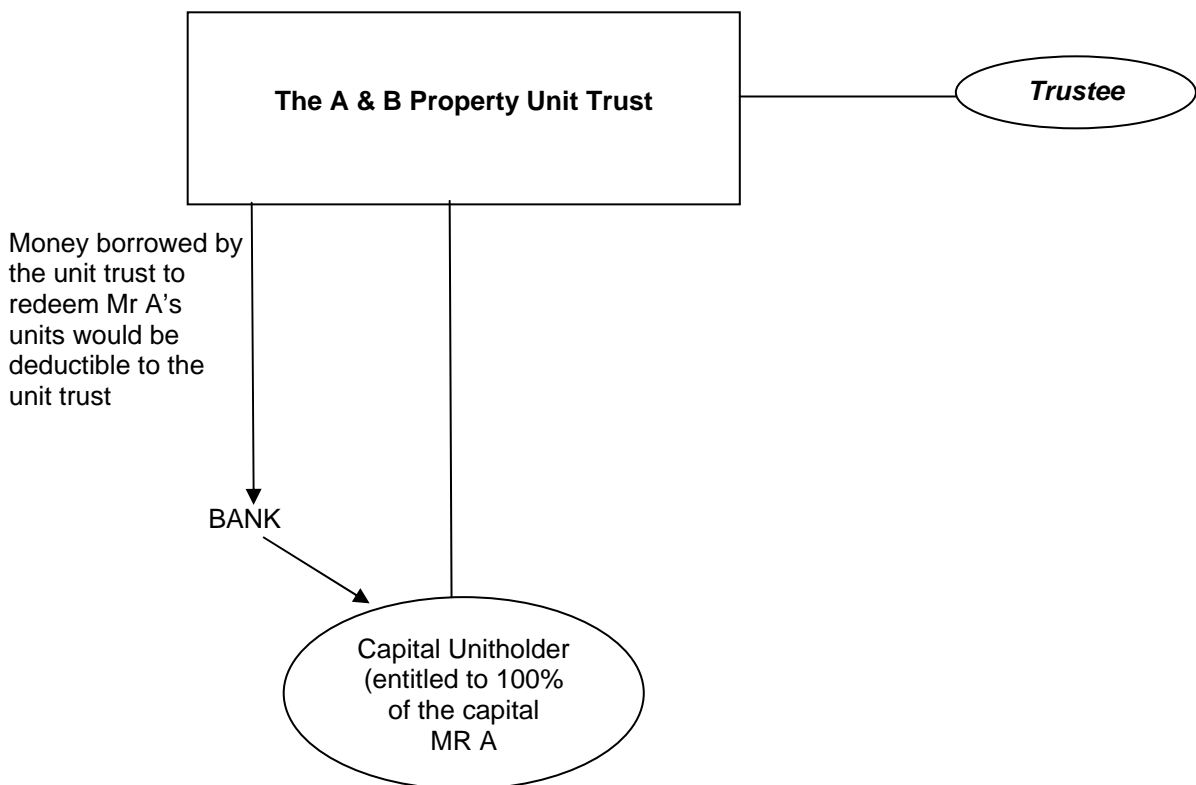 The A & B Property Unit Trust
Trustee
Money borrowed by
the unit trust to
redeem Mr A's
units would be
deductible to the
unit trust
BANK
Capital Unitholder
(entitled to 100%
of the capital
MR A